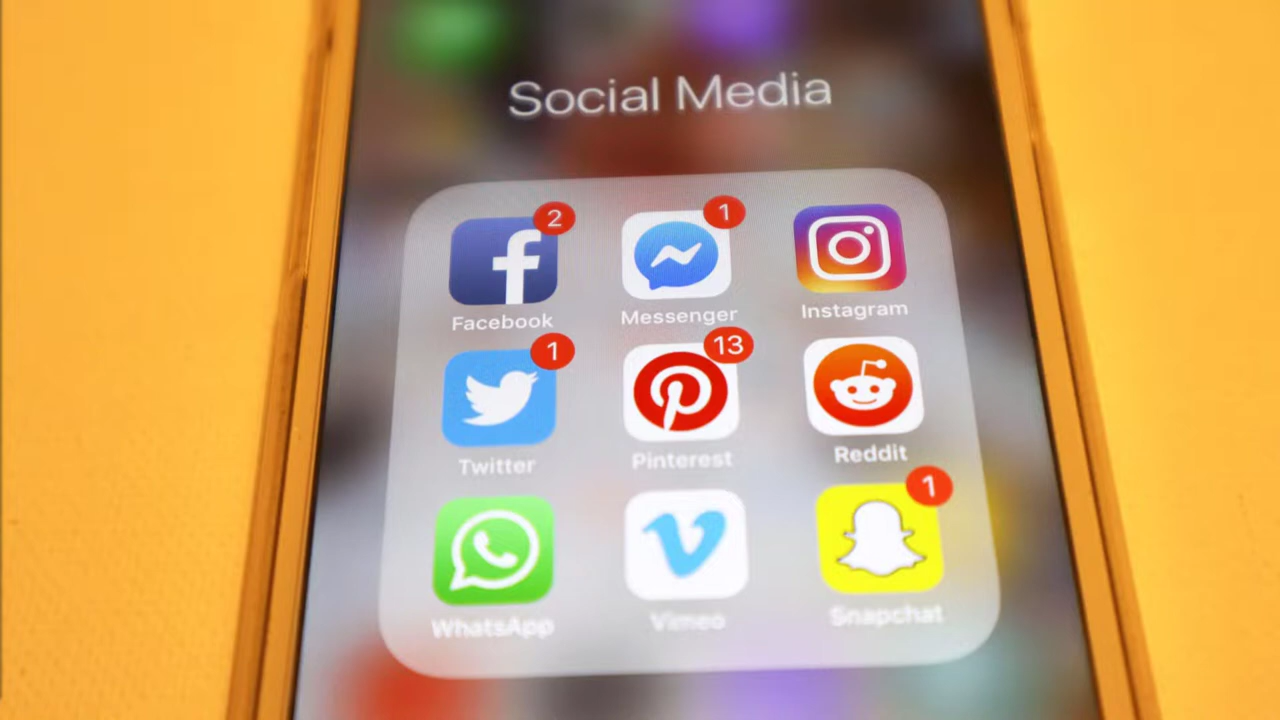 Social Media
2
1
Facebook
Messenger
Instagram
1
13
Twitter
Pinterest
Reddit
1
WhatsApp
Vimeo
Snapchat